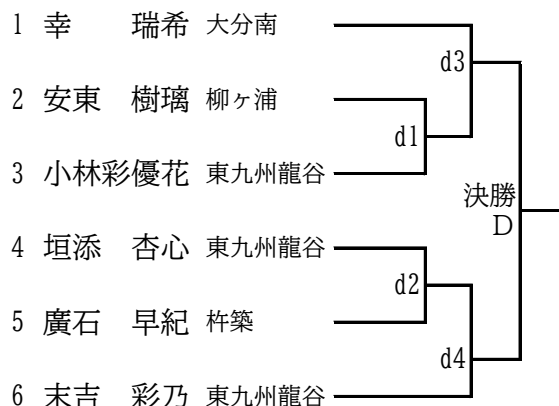 1 幸　　瑞希 大分南
d3
2 安東　樹璃 柳ヶ浦
d1
3 小林彩優花 東九州龍谷
決勝
D
4 垣添　杏心 東九州龍谷
d2
5 廣石　早紀 杵築
d4
6 末吉　彩乃 東九州龍谷